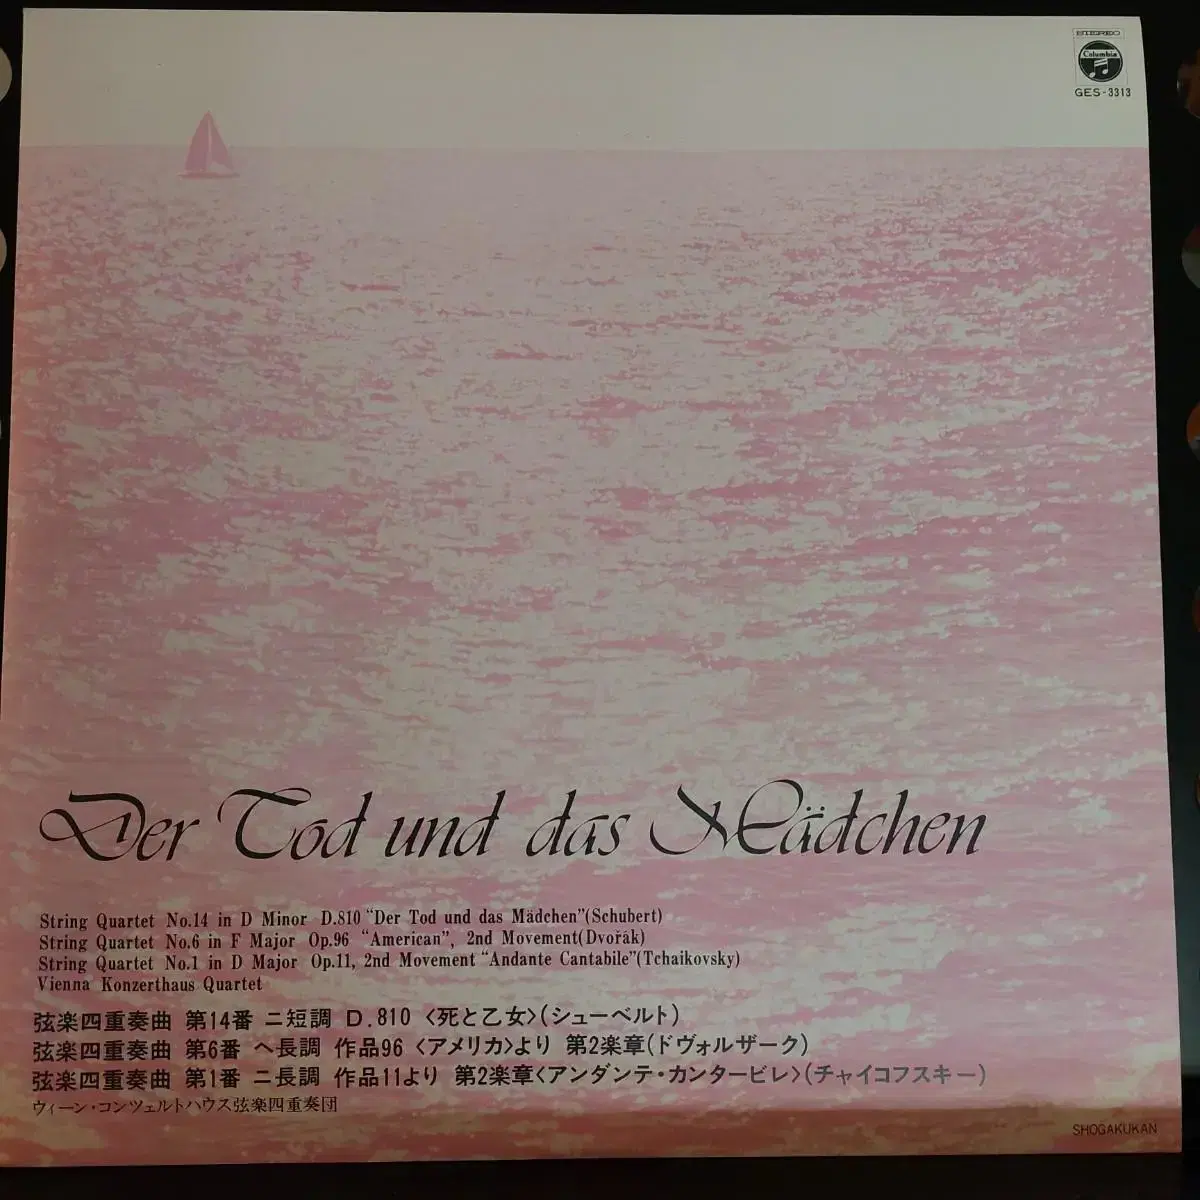 STEREO
Columbia
GES-3313
Der Tod und das Mädchen
String Quartet No.14 in D Minor D.810 “Der Tod und das Mädchen”(Schubert)
String Quartet No.6 in F Major Op.96 “American”, 2nd Movement(Dvořák)
String Quartet No.1 in D Major Op.11, 2nd Movement “Andante Cantabile”(Tchaikovsky)
Vienna Konzerthaus Quartet
弦楽四重奏曲 第14番 ニ短調 D.810 〈死と乙女〉(シューベルト)
弦楽四重奏曲 第6番 ヘ長調 作品96 〈アメリカ〉より 第2楽章(ドヴォルザーク)
弦楽四重奏曲 第1番 ニ長調 作品11より 第2楽章〈アンダンテ・カンタービレ〉(チャイコフスキー)
ウィーン・コンツェルトハウス弦楽四重奏団
SHOGAKUKAN